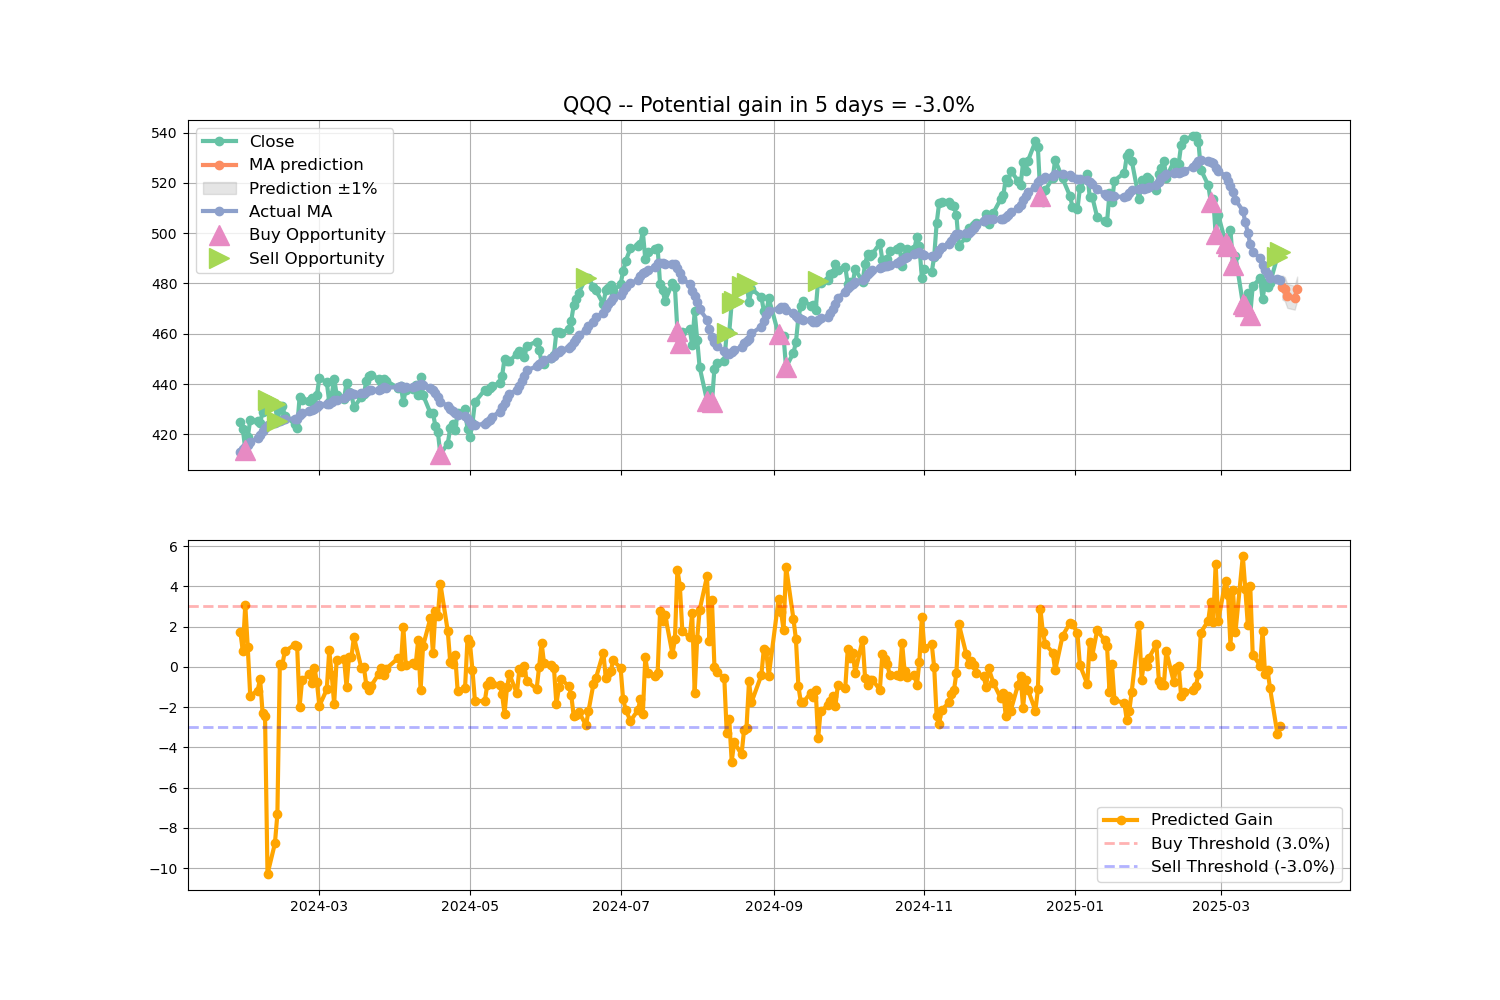 QQQ -- Potential gain in 5 days = -3.0%
540
520
500
480
460
440
420
Close
MA prediction
Prediction ±1%
Actual MA
Buy Opportunity
Sell Opportunity
6
4
2
0
−2
−4
−6
−8
−10
Predicted Gain
Buy Threshold (3.0%)
Sell Threshold (-3.0%)
2024-03
2024-05
2024-07
2024-09
2024-11
2025-01
2025-03